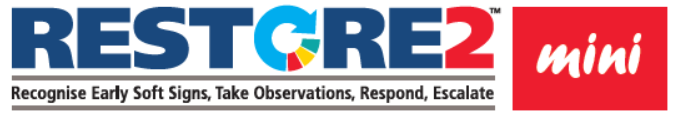 RESTORE2™ mini
Recognise Early Soft Signs, Take Observations, Respond, Escalate